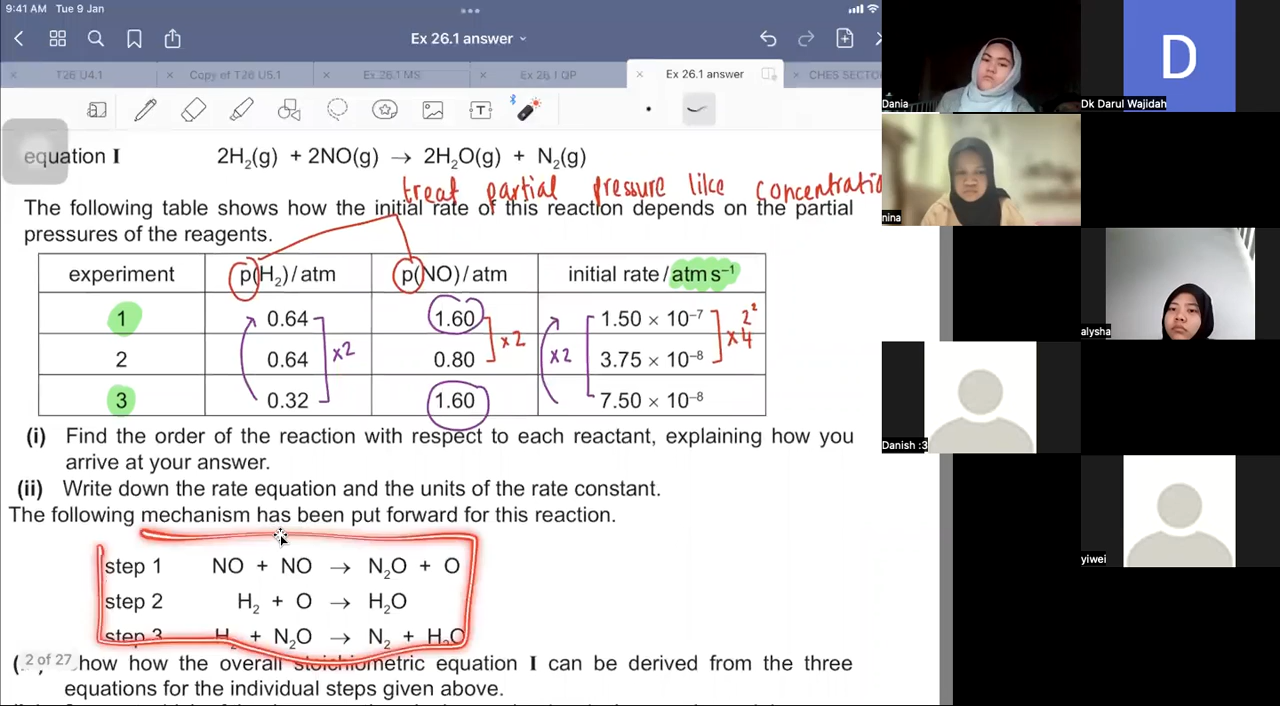 9:41 AM Tue 9 Jan
Ex 26.1 answer
T26 U4.1
Copy of T26 U5.1
Ex 26.1 MS
Ex 26.1 QP
Ex 26.1 answer
CHES SECTO
equation I 2H₂(g) + 2NO(g) → 2H₂O(g) + N₂(g)
treat partial pressure like concentratio
The following table shows how the initial rate of this reaction depends on the partial
pressures of the reagents.
experiment p(H₂)/atm p(NO)/atm initial rate/atm s⁻¹
1 0.64 1.60 1.50 × 10⁻⁷
2 0.64 0.80 3.75 × 10⁻⁸
3 0.32 1.60 7.50 × 10⁻⁸
×2
×2
×2
2²
×4
(i) Find the order of the reaction with respect to each reactant, explaining how you
arrive at your answer.
(ii) Write down the rate equation and the units of the rate constant.
The following mechanism has been put forward for this reaction.
step 1 NO + NO → N₂O + O
step 2 H₂ + O → H₂O
step 3 H₂ + N₂O → N₂ + H₂O
2 of 27
how how the overall stoichiometric equation I can be derived from the three
equations for the individual steps given above.
Dania
D
Dk Darul Wajidah
nina
alysha
Danish :3
yiwei